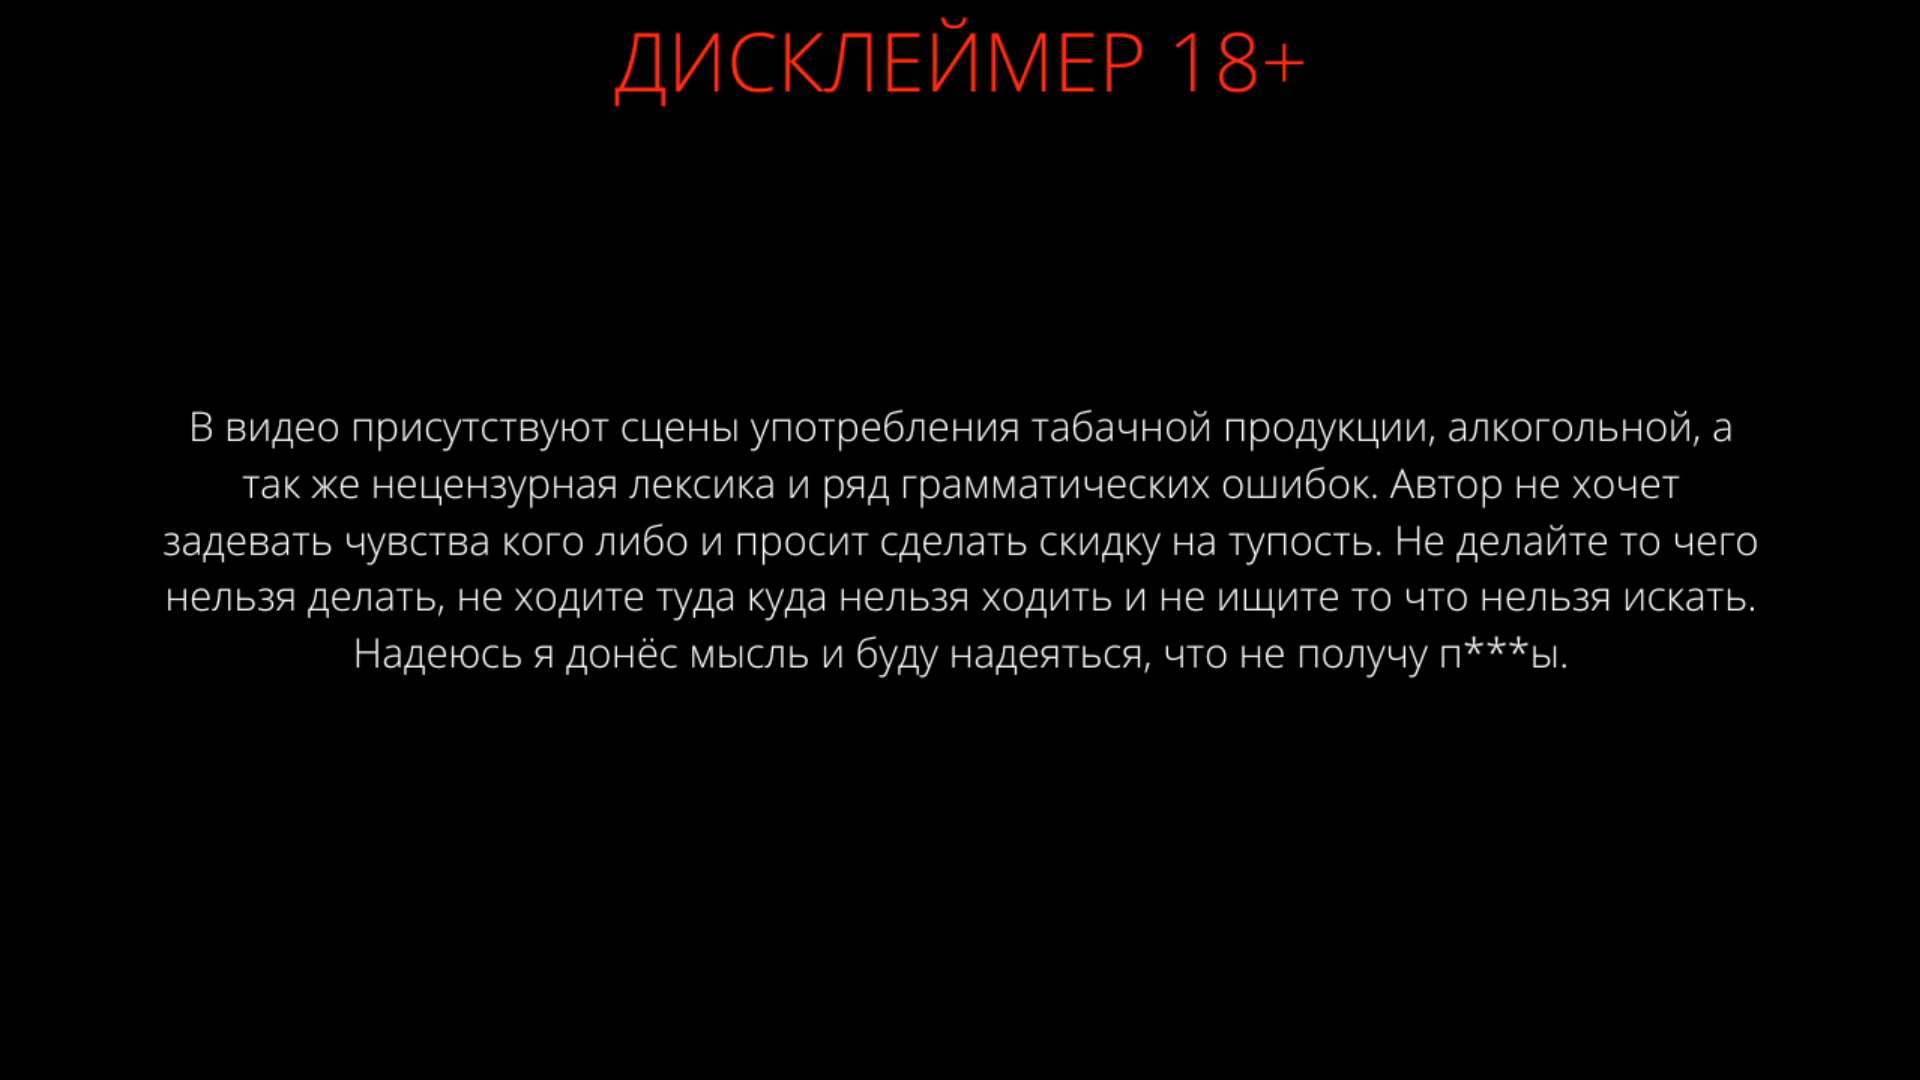 ДИСКЛЕЙМЕР 18+
В видео присутствуют сцены употребления табачной продукции, алкогольной, а
так же нецензурная лексика и ряд грамматических ошибок. Автор не хочет
задевать чувства кого либо и просит сделать скидку на тупость. Не делайте то чего
нельзя делать, не ходите туда куда нельзя ходить и не ищите то что нельзя искать.
Надеюсь я донёс мысль и буду надеяться, что не получу п***ы.